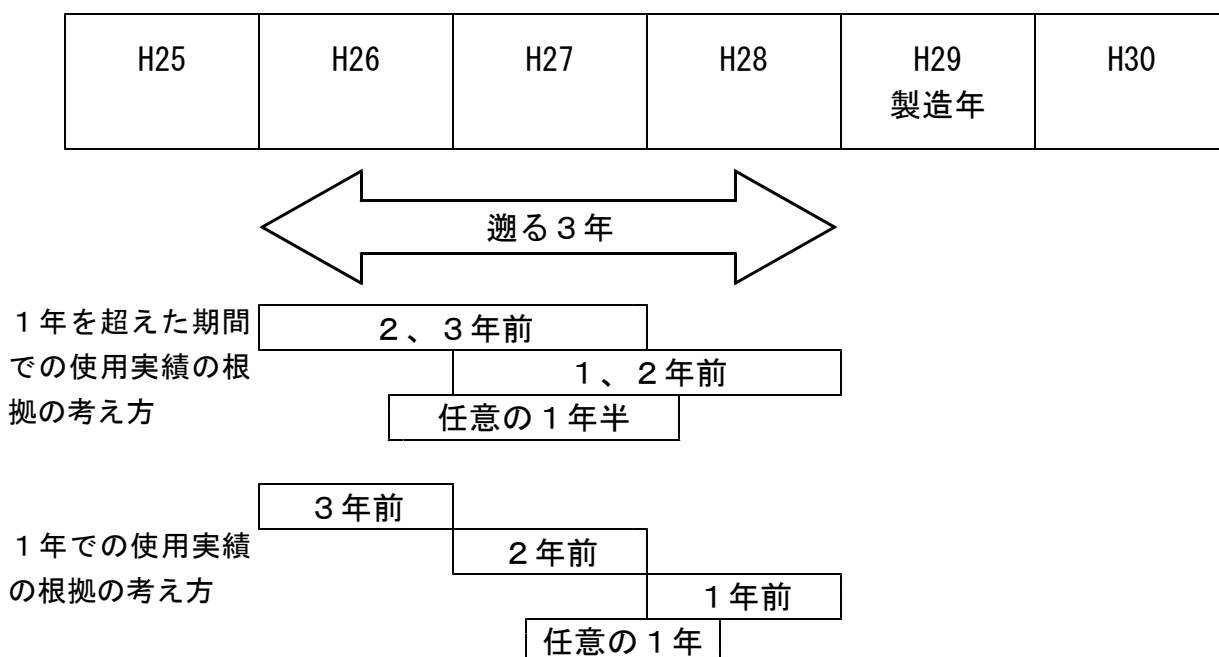 H25 H26 H27 H28 H29 H30
製造年
遡る３年
１年を超えた期間
での使用実績の根
拠の考え方
２、３年前
１、２年前
任意の１年半
３年前
１年での使用実績
の根拠の考え方
２年前
１年前
任意の１年